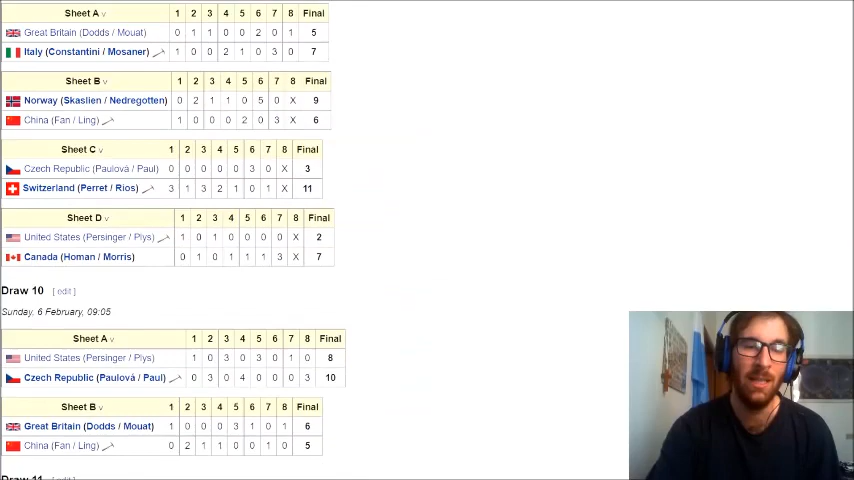 Sheet A v 1 2 3 4 5 6 7 8 Final
Great Britain (Dodds / Mouat) 0 1 1 0 0 2 0 1 5
Italy (Constantini / Mosaner) 1 0 0 2 1 0 3 0 7
Sheet B v 1 2 3 4 5 6 7 8 Final
Norway (Skaslien / Nedregotten) 0 2 1 1 0 5 0 X 9
China (Fan / Ling) 1 0 0 0 2 0 3 X 6
Sheet C v 1 2 3 4 5 6 7 8 Final
Czech Republic (Paulová / Paul) 0 0 0 0 0 3 0 X 3
Switzerland (Perret / Rios) 3 1 3 2 1 0 1 X 11
Sheet D v 1 2 3 4 5 6 7 8 Final
United States (Persinger / Plys) 1 0 1 0 0 0 0 X 2
Canada (Homan / Morris) 0 1 0 1 1 1 3 X 7
Draw 10 [ edit ]
Sunday, 6 February, 09:05
Sheet A v 1 2 3 4 5 6 7 8 Final
United States (Persinger / Plys) 1 0 3 0 3 0 1 0 8
Czech Republic (Paulová / Paul) 0 3 0 4 0 0 0 3 10
Sheet B v 1 2 3 4 5 6 7 8 Final
Great Britain (Dodds / Mouat) 1 0 0 0 3 1 0 1 6
China (Fan / Ling) 0 2 1 1 0 0 1 0 5
Draw 11 [ edit ]